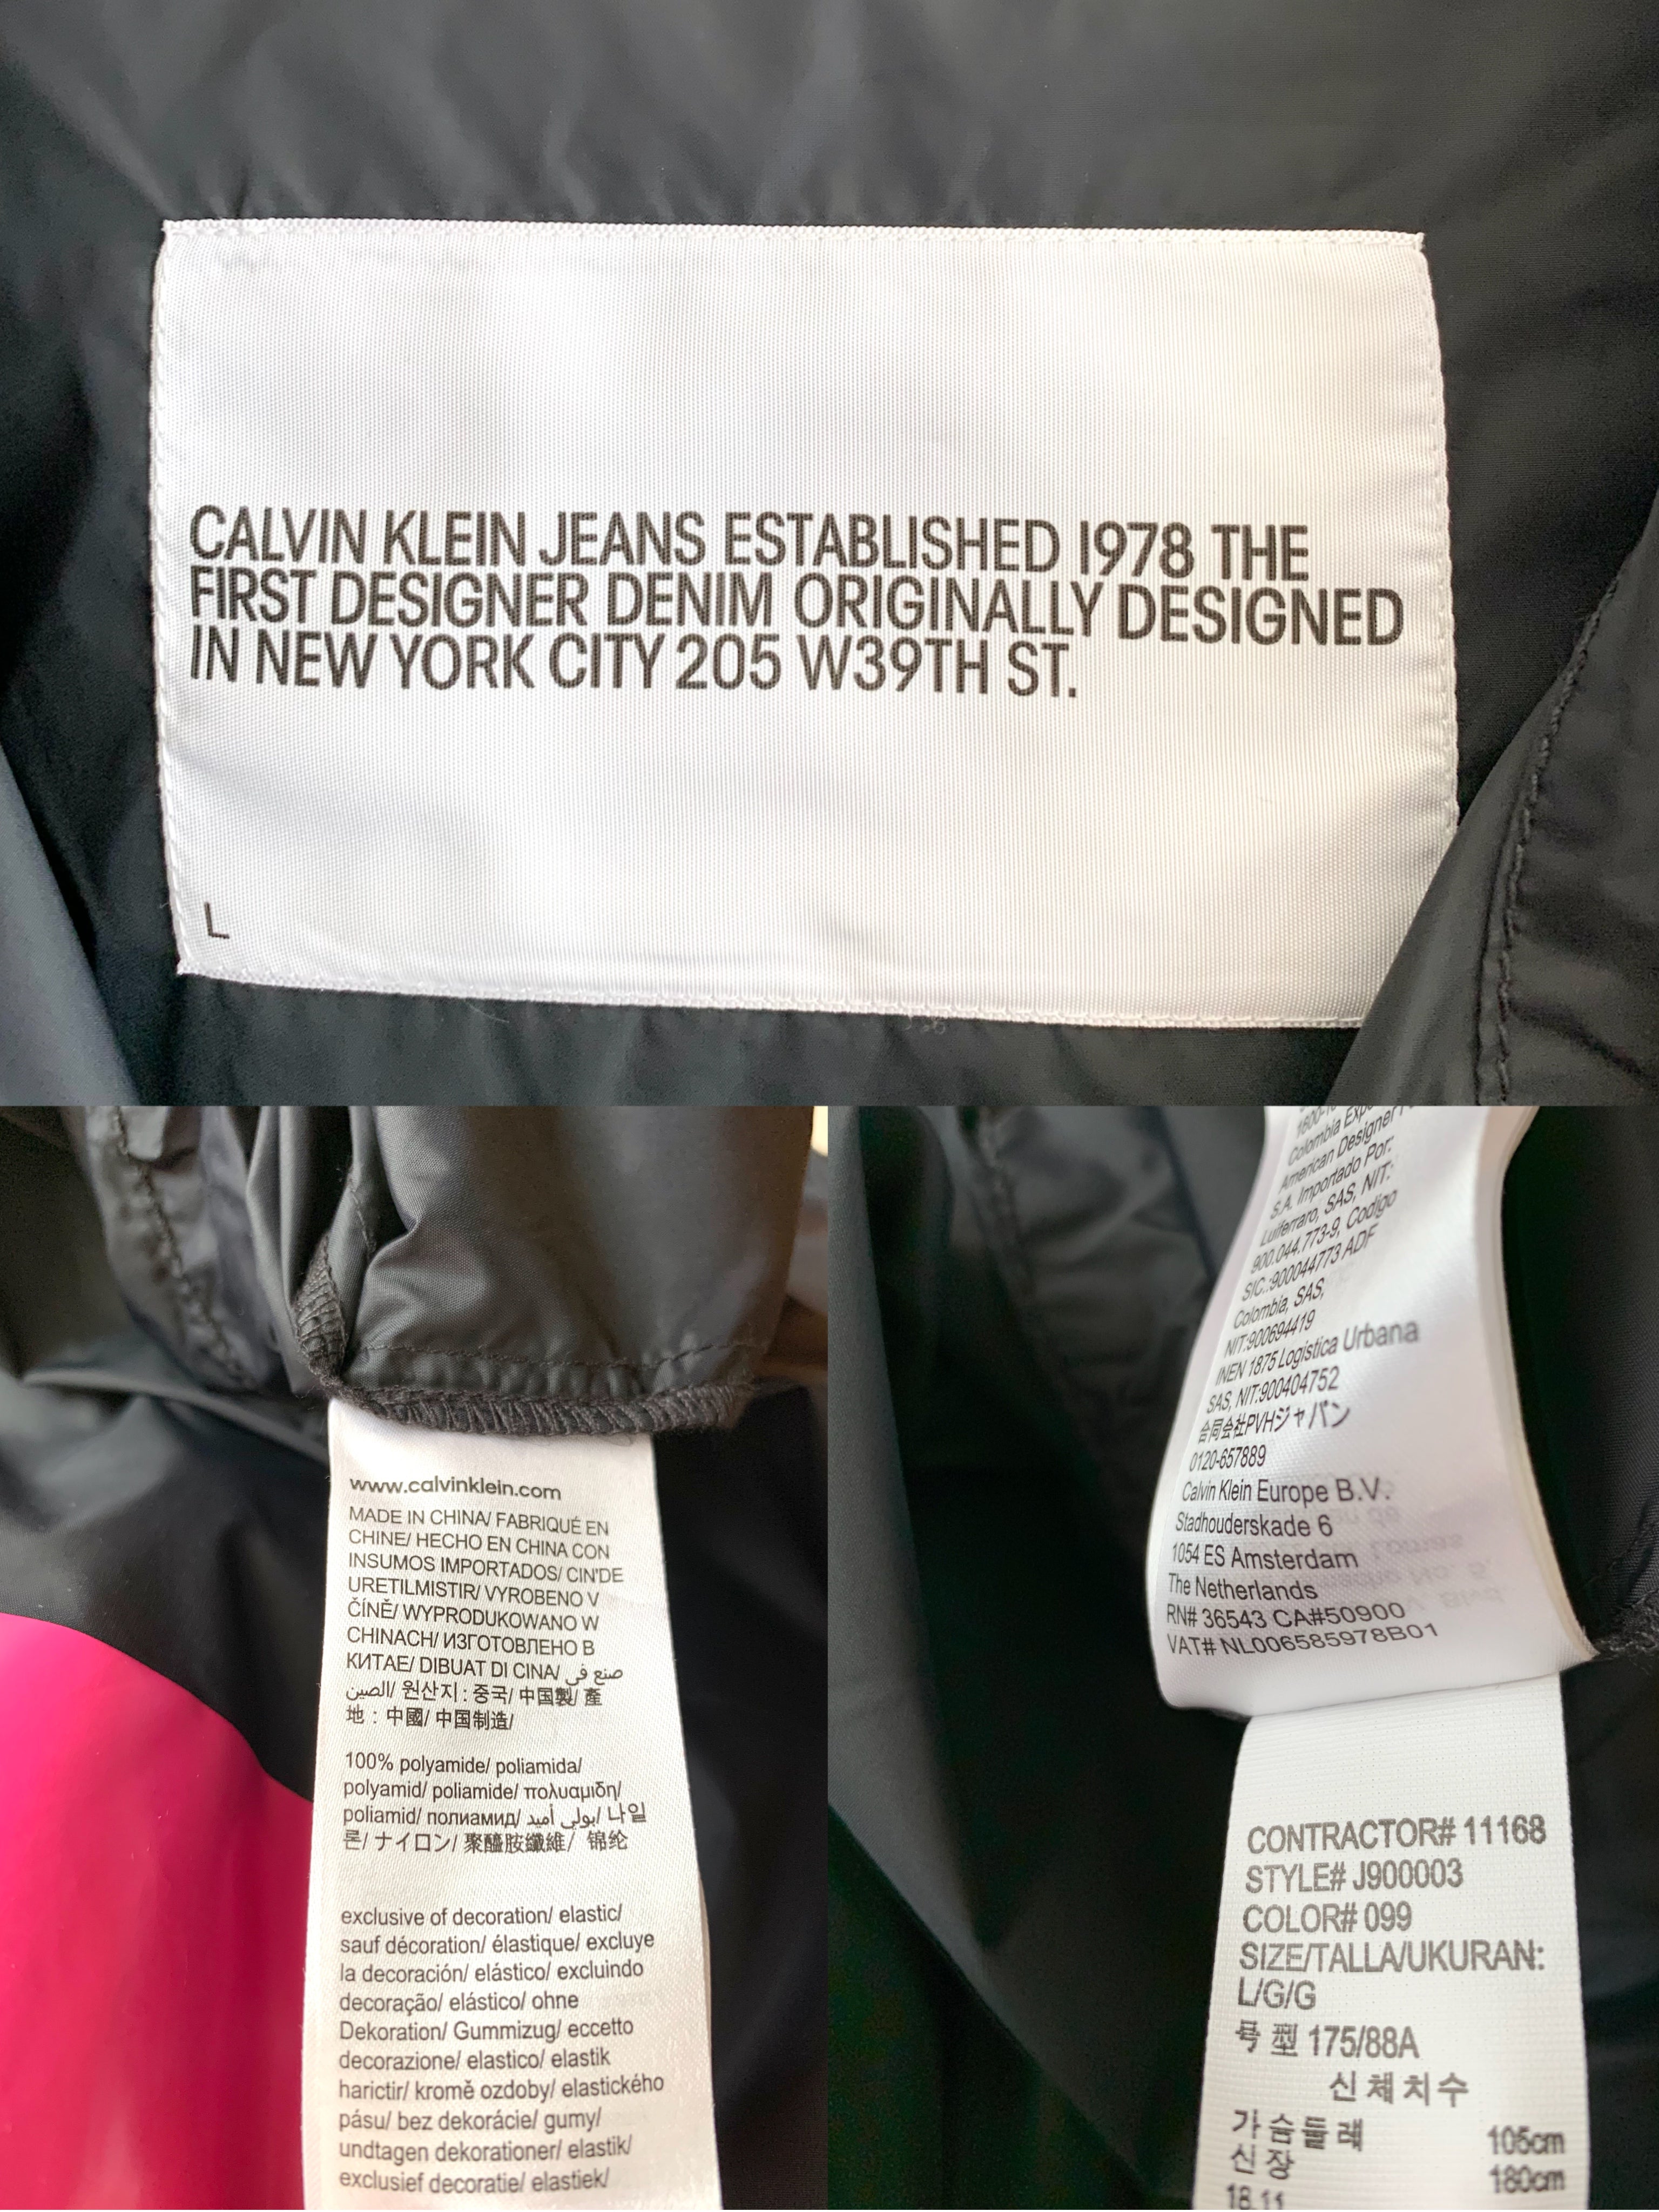 CALVIN KLEIN JEANS ESTABLISHED 1978 THE
FIRST DESIGNER DENIM ORIGINALLY DESIGNED
IN NEW YORK CITY 205 W39TH ST.
L
www.calvinklein.com
MADE IN CHINA/ FABRIQUÉ EN
CHINE/ HECHO EN CHINA CON
INSUMOS IMPORTADOS/ CIN'DE
URETILMISTIR/ VYROBENO V
ČÍNĚ/ WYPRODUKOWANO W
CHINACH/ ИЗГОТОВЛЕНО В
КИТАЕ/ DIBUAT DI CINA/ صنع في
الصين/ 원산지 : 중국/ 中国製/ 產
地 : 中國/ 中国制造/
100% polyamide/ poliamida/
polyamid/ poliamide/ πολυαμιδη/
poliamid/ полиамид/ بولي أميد/ 나일
론/ ナイロン/ 聚醯胺纖維/ 锦纶
exclusive of decoration/ elastic/
sauf décoration/ élastique/ excluye
la decoración/ elástico/ excluindo
decoração/ elástico/ ohne
Dekoration/ Gummizug/ eccetto
decorazione/ elastico/ elastik
harictir/ kromě ozdoby/ elastického
pásu/ bez dekorácie/ gumy/
undtagen dekorationer/ elastik/
exclusief decoratie/ elastiek/
Colombia
American Designer
S.A. Importado Por:
Luiferraro, SAS, NIT:
900.044.773-9, Codigo
SIC.:900044773 ADF
Colombia, SAS,
NIT:900694419
INEN 1875 Logistica Urbana
SAS, NIT:900404752
合同会社PVHジャパン
0120-657889
Calvin Klein Europe B.V.
Stadhouderskade 6
1054 ES Amsterdam
The Netherlands
RN# 36543 CA#50900
VAT# NL006585978B01
CONTRACTOR# 11168
STYLE# J900003
COLOR# 099
SIZE/TALLA/UKURAN:
L/G/G
号型 175/88A
신체치수
가슴둘레 105cm
신장 180cm
18.11